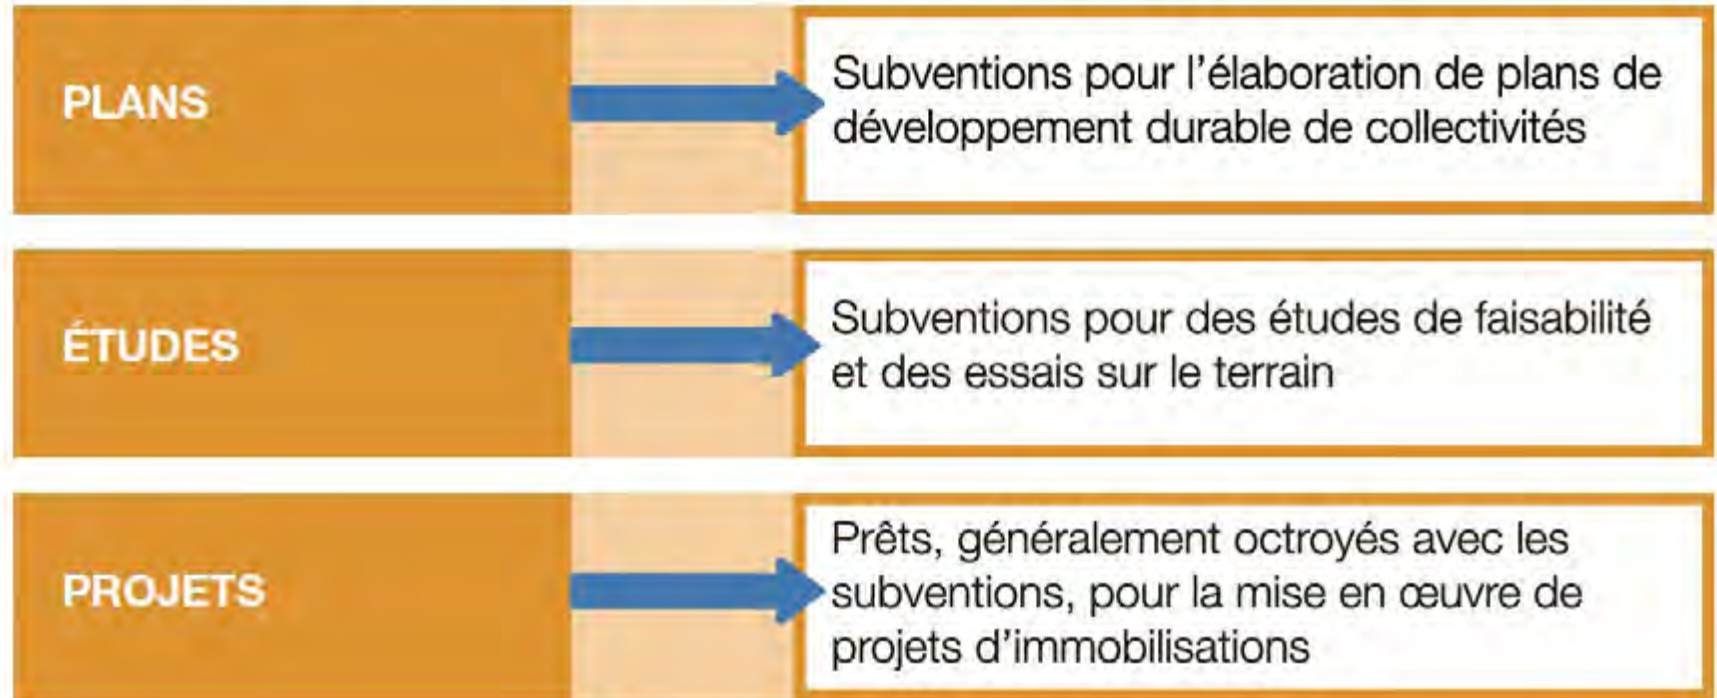 PLANS
Subventions pour l’élaboration de plans de
développement durable de collectivités
ÉTUDES
Subventions pour des études de faisabilité
et des essais sur le terrain
PROJETS
Prêts, généralement octroyés avec les
subventions, pour la mise en œuvre de
projets d’immobilisations